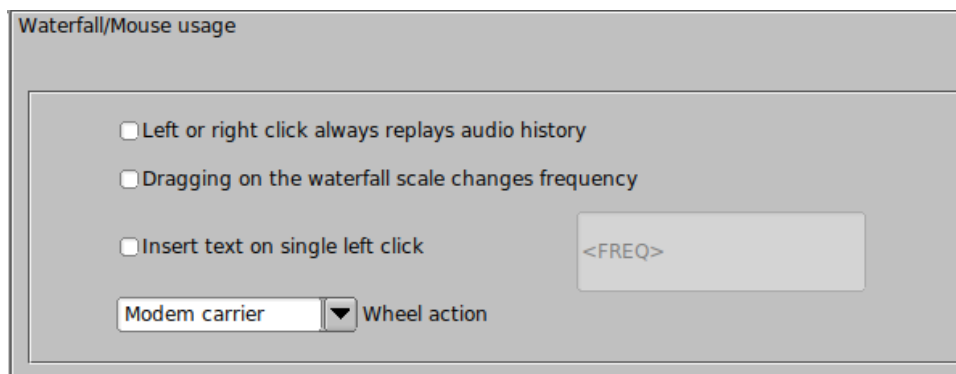 Waterfall/Mouse usage
Left or right click always replays audio history
Dragging on the waterfall scale changes frequency
Insert text on single left click <FREQ>
Modem carrier Wheel action